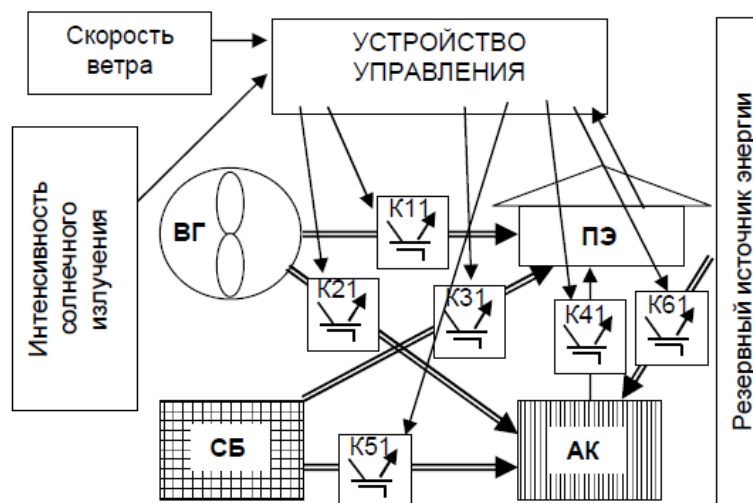 Скорость
ветра
УСТРОЙСТВО
УПРАВЛЕНИЯ
Интенсивность
солнечного
излучения
Резервный источник энергии
ВГ
К11
ПЭ
К21
К31
К41
К61
СБ
К51
АК